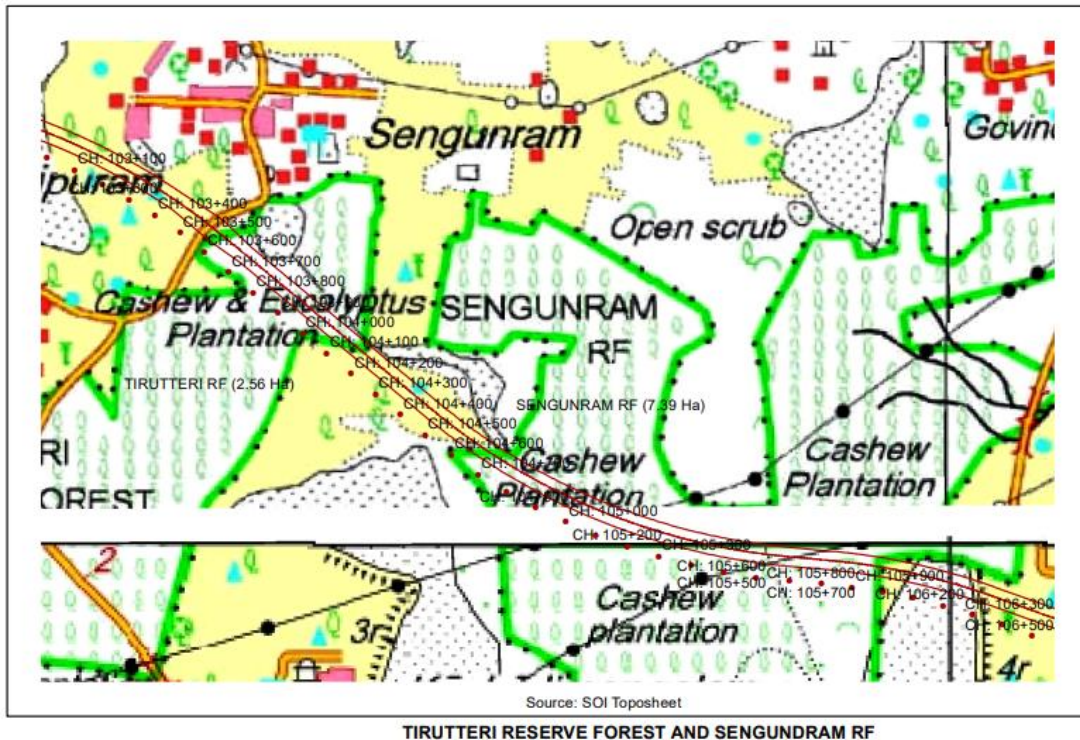 Sengunram
Govind
CH: 103+100
ipuram
CH: 103+400
CH: 103+500
CH: 103+600
Open scrub
CH: 103+700
CH: 103+800
Cashew & Eucalyptus
Plantation
SENGUNRAM
RF
CH: 104+000
CH: 104+100
CH: 104+200
TIRUTTERI RF (2.56 Ha)
CH: 104+300
CH: 104+400
SENGUNRAM RF (7.39 Ha)
CH: 104+500
CH: 104+600
RI
OREST
Cashew
Plantation
Cashew
Plantation
CH: 105+000
CH: 105+200
2
CH: 105+600
CH: 105+500
CH: 105+800
CH: 105+900
CH: 105+700
CH: 106+200
CH: 106+300
CH: 106+500
Cashew
plantation
3r
4r
Source: SOI Toposheet
TIRUTTERI RESERVE FOREST AND SENGUNDRAM RF